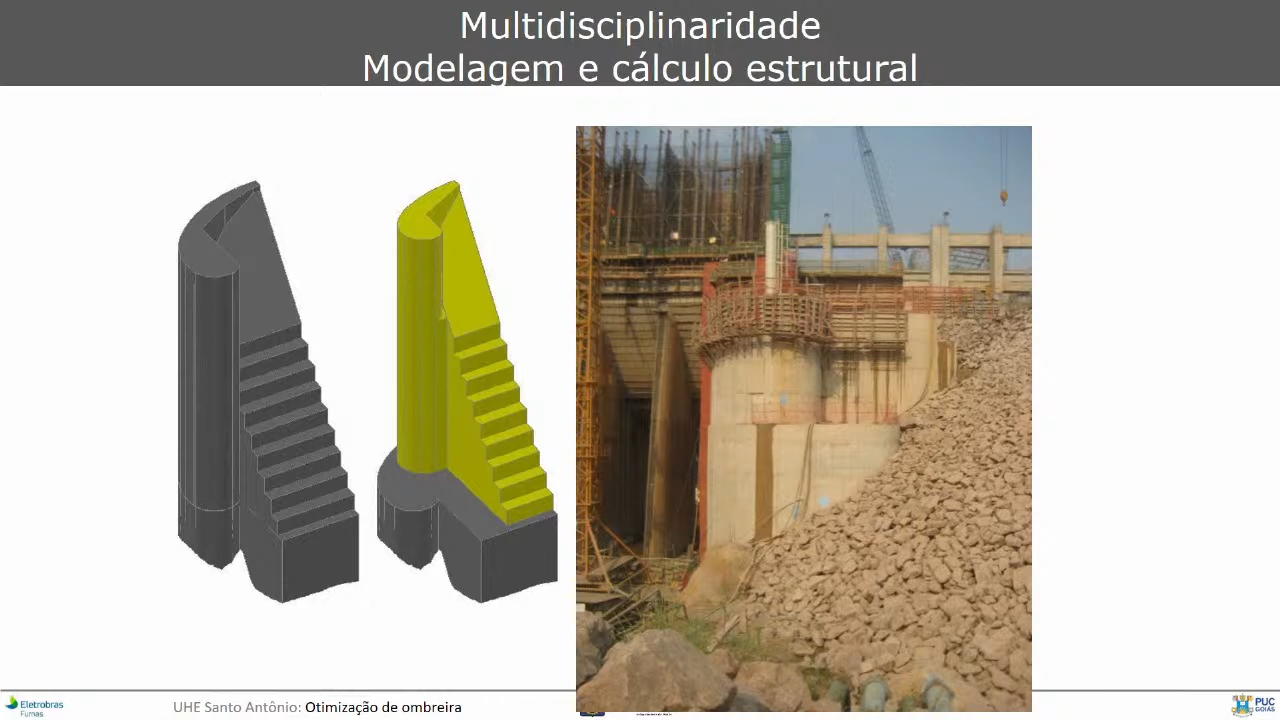 Multidisciplinaridade
Modelagem e cálculo estrutural
Eletrobras
Furnas
UHE Santo Antônio: Otimização de ombreira
PUC
GOIÁS